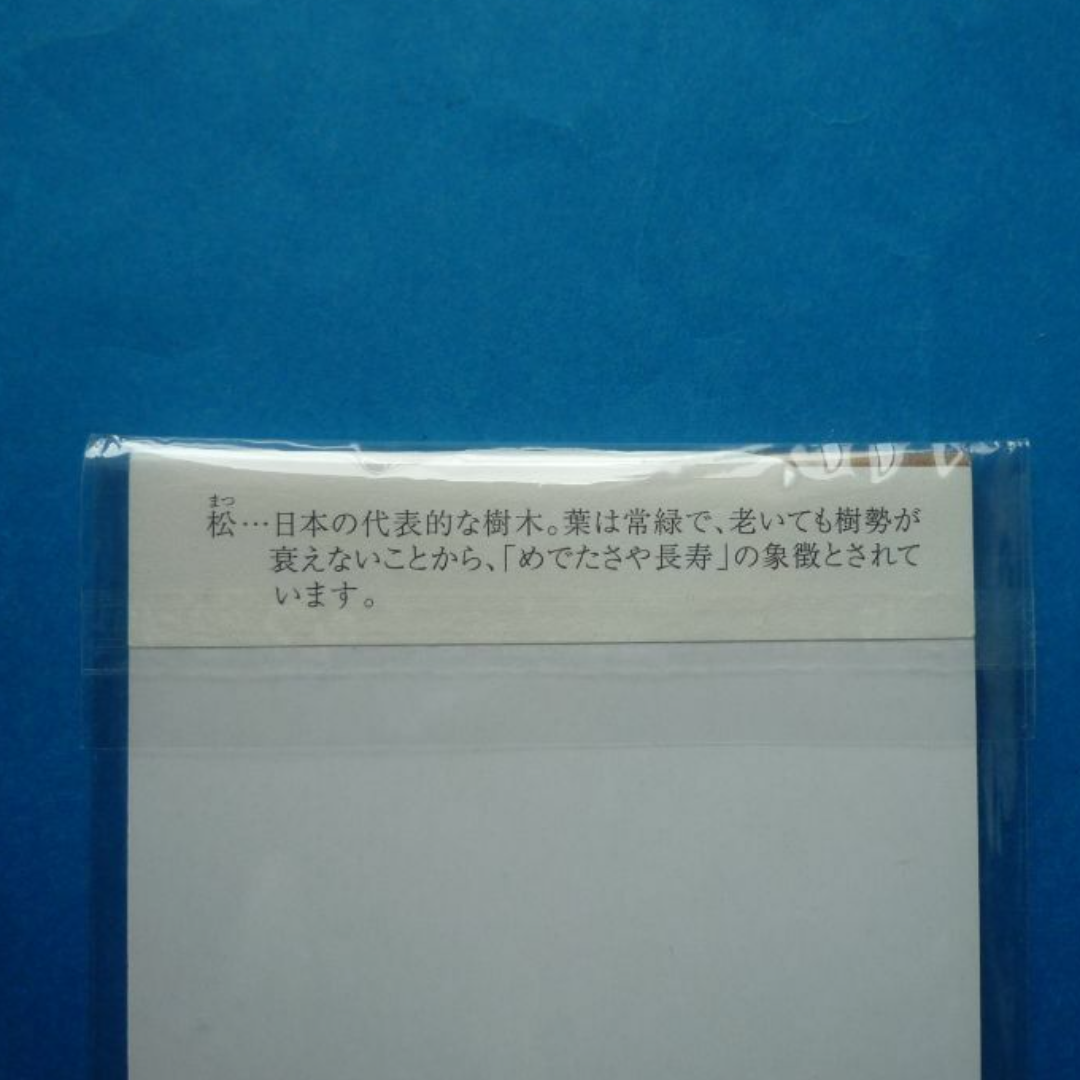 まつ
松…日本の代表的な樹木。葉は常緑で、老いても樹勢が
衰えないことから、「めでたさや長寿」の象徴とされて
います。